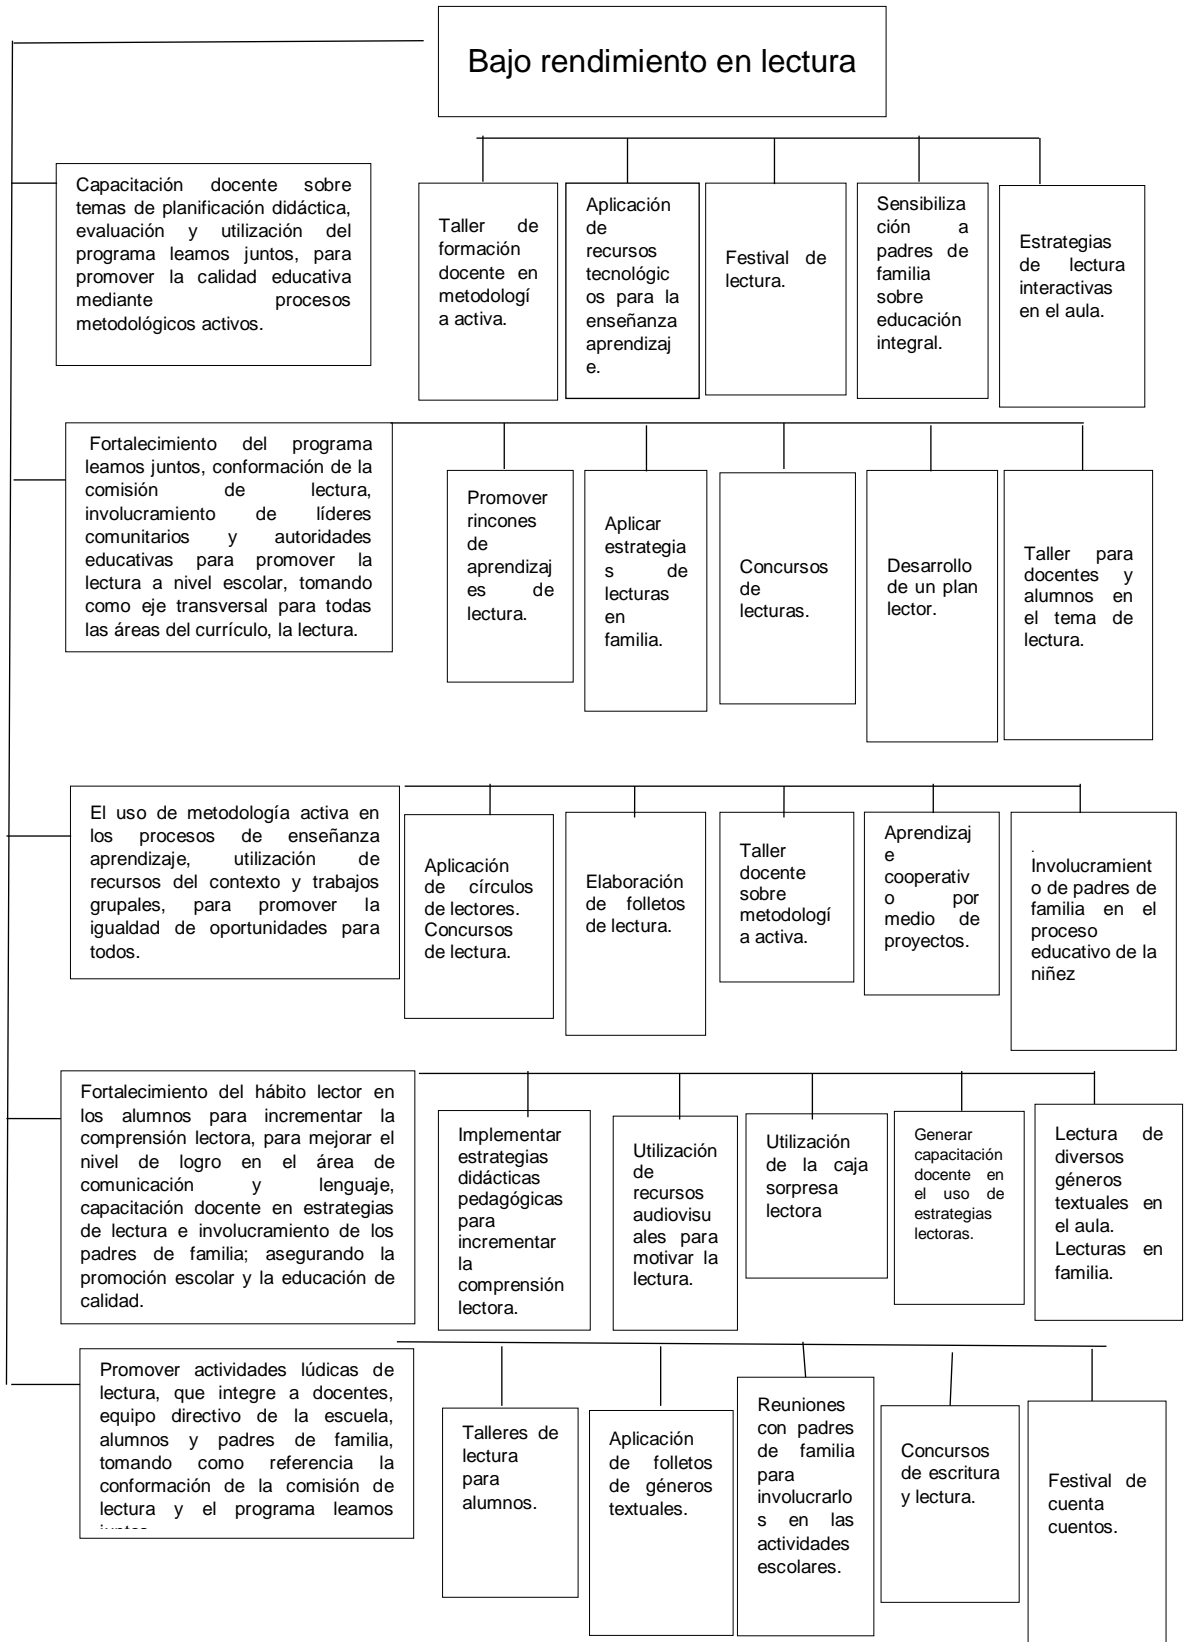 Bajo rendimiento en lectura
Capacitación docente sobre
temas de planificación didáctica,
evaluación y utilización del
programa leamos juntos, para
promover la calidad educativa
mediante procesos
metodológicos activos.
Taller de
formación
docente en
metodologí
a activa.
Aplicación
de
recursos
tecnológic
os para la
enseñanza
aprendizaj
e.
Festival de
lectura.
Sensibiliza
ción a
padres de
familia
sobre
educación
integral.
Estrategias
de lectura
interactivas
en el aula.
Fortalecimiento del programa
leamos juntos, conformación de la
comisión de lectura,
involucramiento de líderes
comunitarios y autoridades
educativas para promover la
lectura a nivel escolar, tomando
como eje transversal para todas
las áreas del currículo, la lectura.
Promover
rincones
de
aprendizaj
es de
lectura.
Aplicar
estrategia
s de
lecturas
en
familia.
Concursos
de
lecturas.
Desarrollo
de un plan
lector.
Taller para
docentes y
alumnos en
el tema de
lectura.
El uso de metodología activa en
los procesos de enseñanza
aprendizaje, utilización de
recursos del contexto y trabajos
grupales, para promover la
igualdad de oportunidades para
todos.
Aplicación
de círculos
de lectores.
Concursos
de lectura.
Elaboración
de folletos
de lectura.
Taller
docente
sobre
metodologí
a activa.
Aprendizaj
e
cooperativ
o por
medio de
proyectos.
.
Involucramient
o de padres de
familia en el
proceso
educativo de la
niñez
Fortalecimiento del hábito lector en
los alumnos para incrementar la
comprensión lectora, para mejorar el
nivel de logro en el área de
comunicación y lenguaje,
capacitación docente en estrategias
de lectura e involucramiento de los
padres de familia; asegurando la
promoción escolar y la educación de
calidad.
Implementar
estrategias
didácticas
pedagógicas
para
incrementar
la
comprensión
lectora.
Utilización
de
recursos
audiovisu
ales para
motivar la
lectura.
Utilización
de la caja
sorpresa
lectora
Generar
capacitación
docente en
el uso de
estrategias
lectoras.
Lectura de
diversos
géneros
textuales en
el aula.
Lecturas en
familia.
Promover actividades lúdicas de
lectura, que integre a docentes,
equipo directivo de la escuela,
alumnos y padres de familia,
tomando como referencia la
conformación de la comisión de
lectura y el programa leamos
Talleres de
lectura
para
alumnos.
Aplicación
de folletos
de géneros
textuales.
Reuniones
con padres
de familia
para
involucrarlo
s en las
actividades
escolares.
Concursos
de escritura
y lectura.
Festival de
cuenta
cuentos.